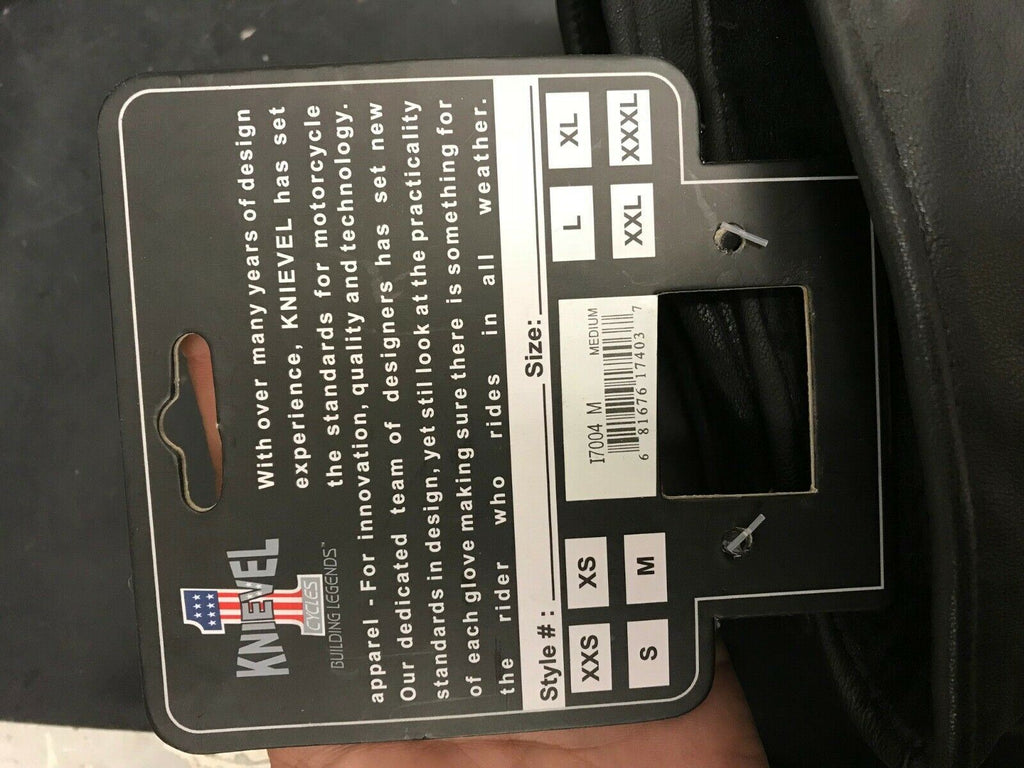 KNIEVEL
CYCLES
BUILDING LEGENDS™
With over many years of design
experience, KNIEVEL has set
the standards for motorcycle
apparel - For innovation, quality and technology.
Our dedicated team of designers has set new
standards in design, yet still look at the practicality
of each glove making sure there is something for
the rider who rides in all weather.
Style #: Size:
XXS XS L XL
S M XXL XXXL
I7004 M MEDIUM
6 81676 17403 7